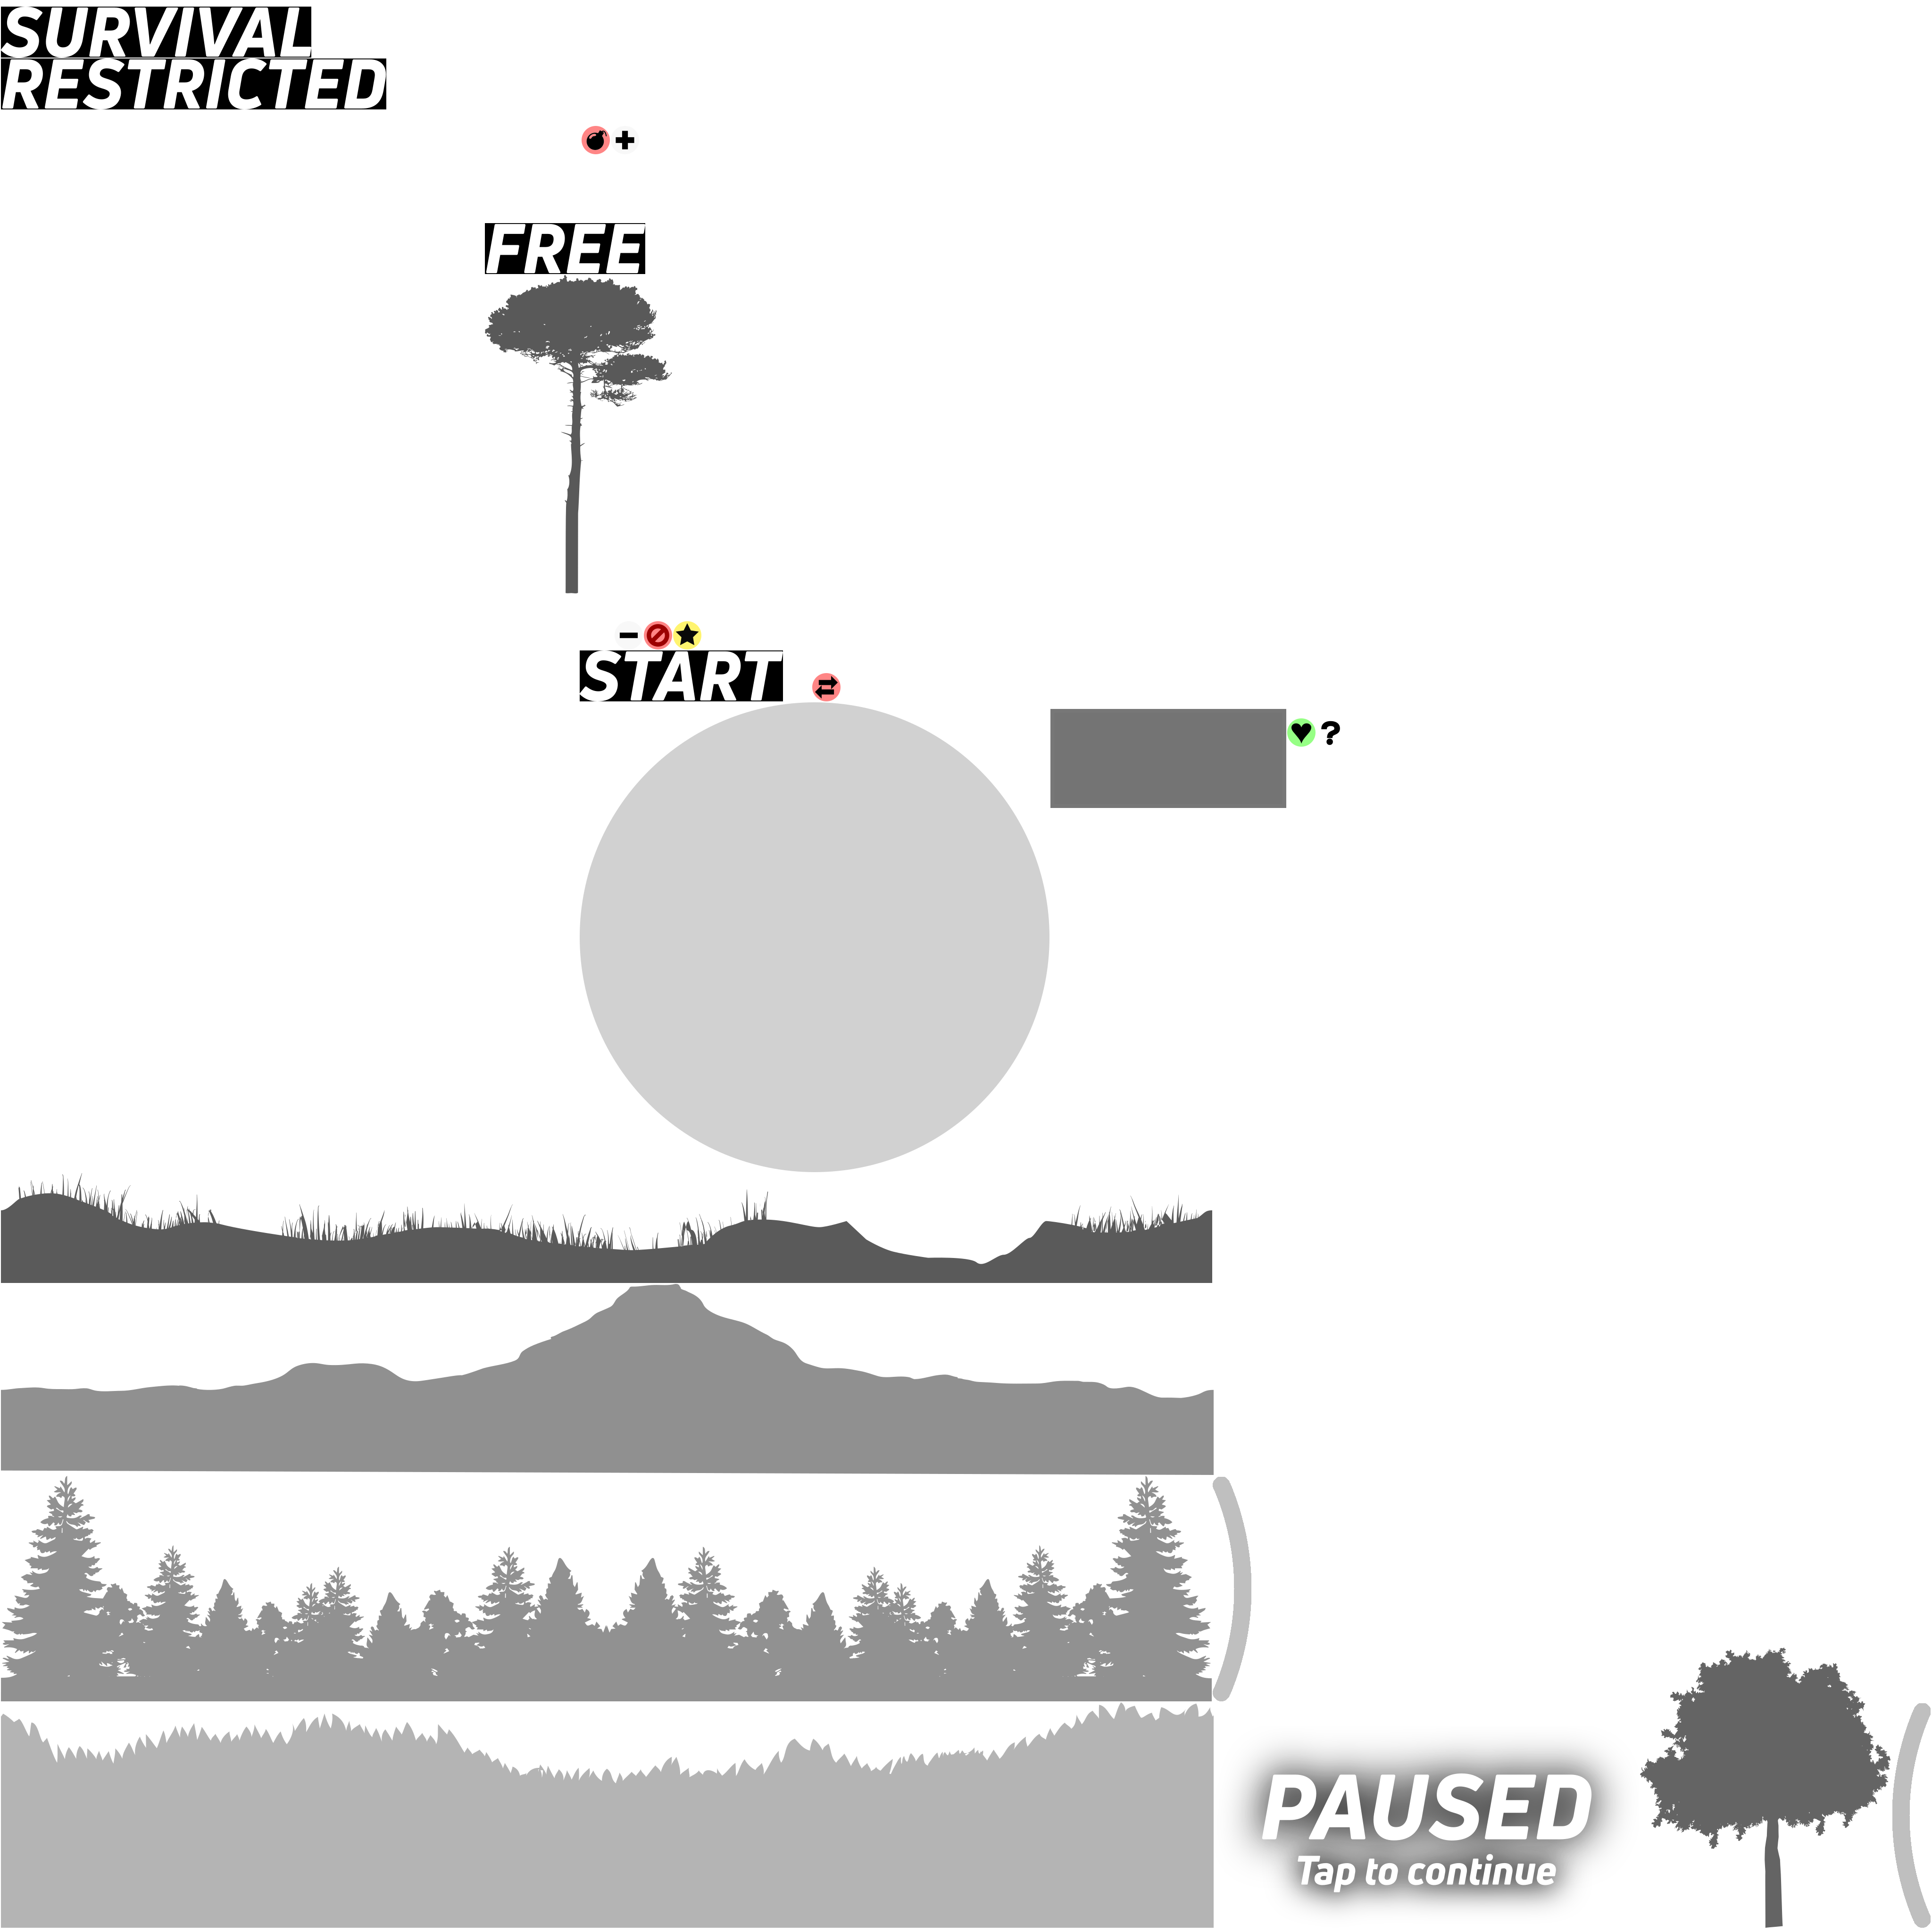 SURVIVAL
RESTRICTED
FREE
START
?
PAUSED
Tap to continue